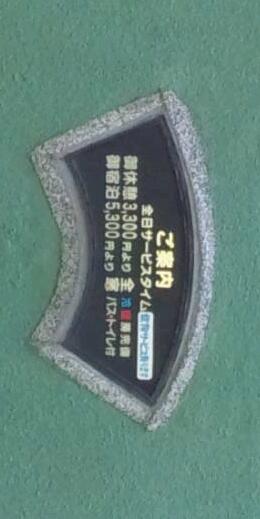 ご案内
全日サービスタイム
御休憩 3,300円より 全 冷暖房完備
御宿泊 5,300円より 室 バス・トイレ付